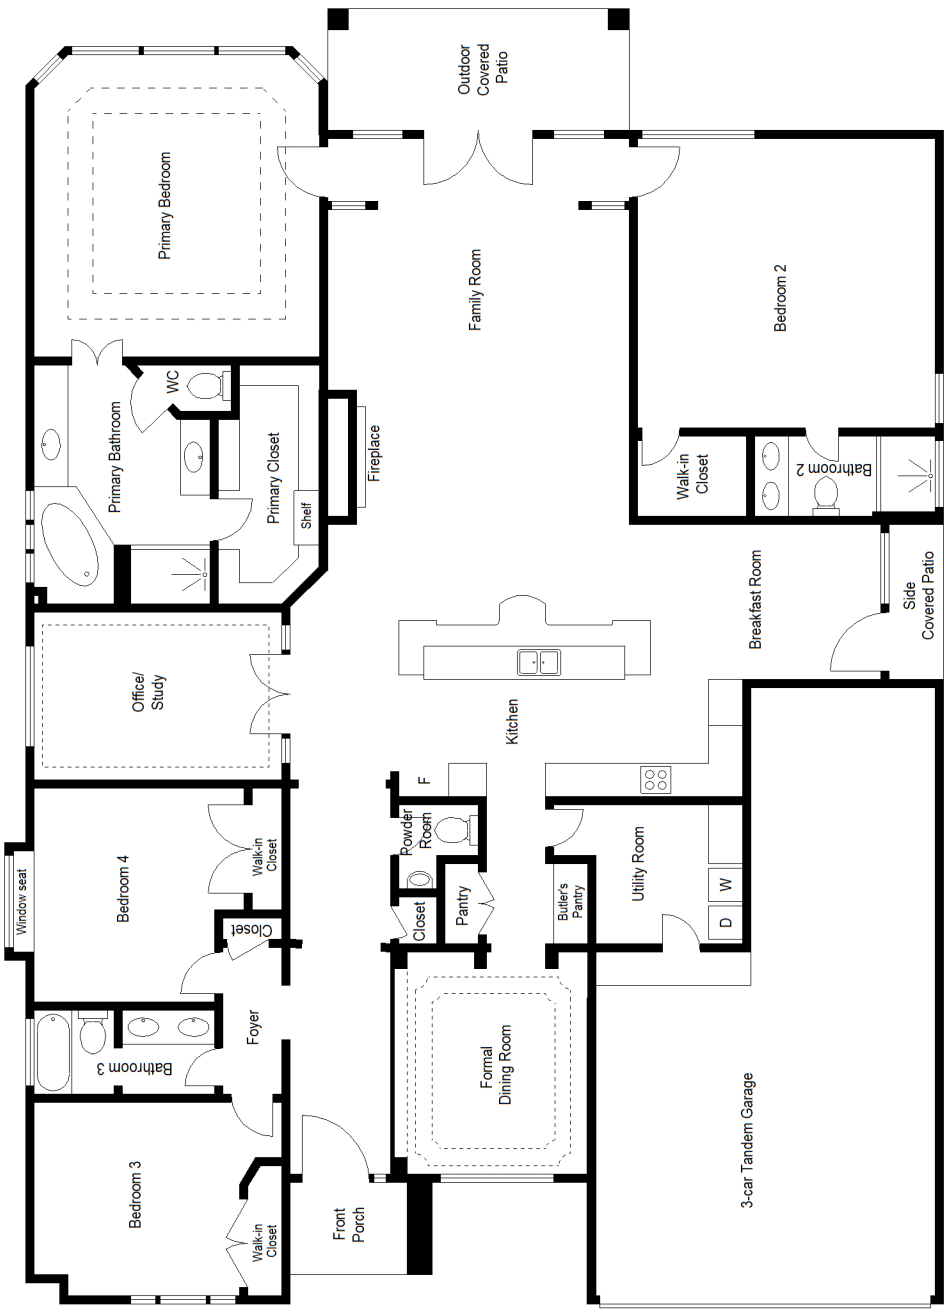 Outdoor
Covered
Patio
Primary Bedroom
Family Room
Bedroom 2
WC
Primary Bathroom
Primary Closet
Shelf
Fireplace
Walk-in
Closet
Bathroom 2
Breakfast Room
Side
Covered Patio
Office/
Study
Kitchen
F
Powder
Room
Walk-in
Closet
Bedroom 4
Window seat
Closet
Closet
Pantry
Butler's
Pantry
Utility Room
W
D
Foyer
Bathroom 3
Formal
Dining Room
3-car Tandem Garage
Bedroom 3
Walk-in
Closet
Front
Porch